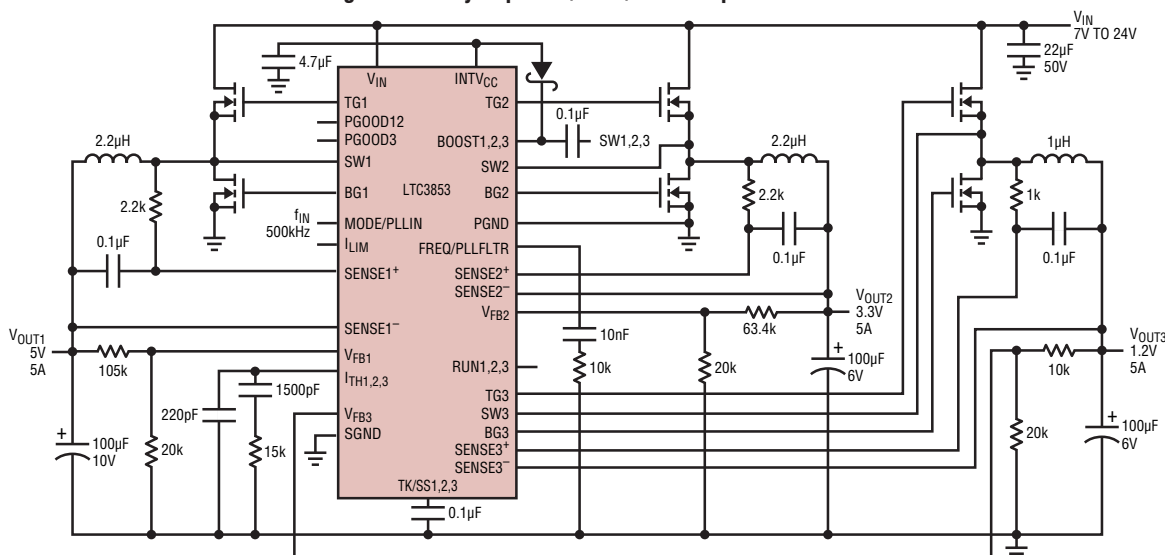 V_IN
7V TO 24V
22µF
50V
4.7µF
V_IN
INTV_CC
TG1
TG2
PGOOD12
PGOOD3
0.1µF
BOOST1,2,3
SW1,2,3
2.2µH
SW1
SW2
2.2µH
1µH
BG1
LTC3853
BG2
2.2k
2.2k
1k
f_IN
500kHz
MODE/PLLIN
PGND
I_LIM
FREQ/PLLFLTR
0.1µF
0.1µF
0.1µF
SENSE1+
SENSE2+
SENSE2–
V_OUT2
3.3V
5A
SENSE1–
V_FB2
63.4k
V_OUT1
5V
5A
105k
V_FB1
10nF
V_OUT3
1.2V
5A
I_TH1,2,3
RUN1,2,3
10k
20k
+
100µF
6V
10k
1500pF
220pF
V_FB3
TG3
SW3
SGND
BG3
+
100µF
10V
20k
15k
SENSE3+
SENSE3–
20k
+
100µF
6V
TK/SS1,2,3
0.1µF